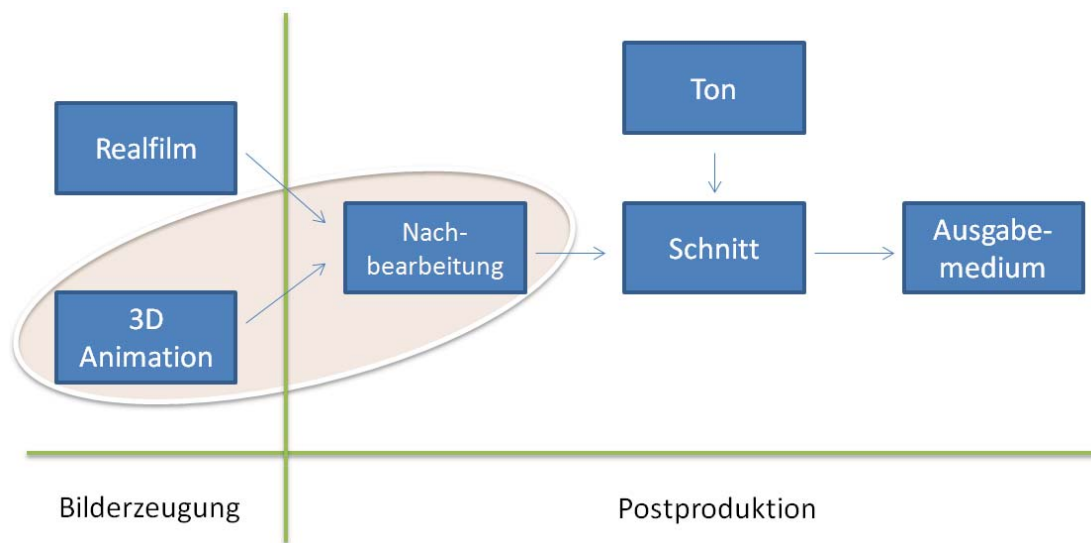 Realfilm
3D
Animation
Nach-
bearbeitung
Ton
Schnitt
Ausgabe-
medium
Bilderzeugung
Postproduktion